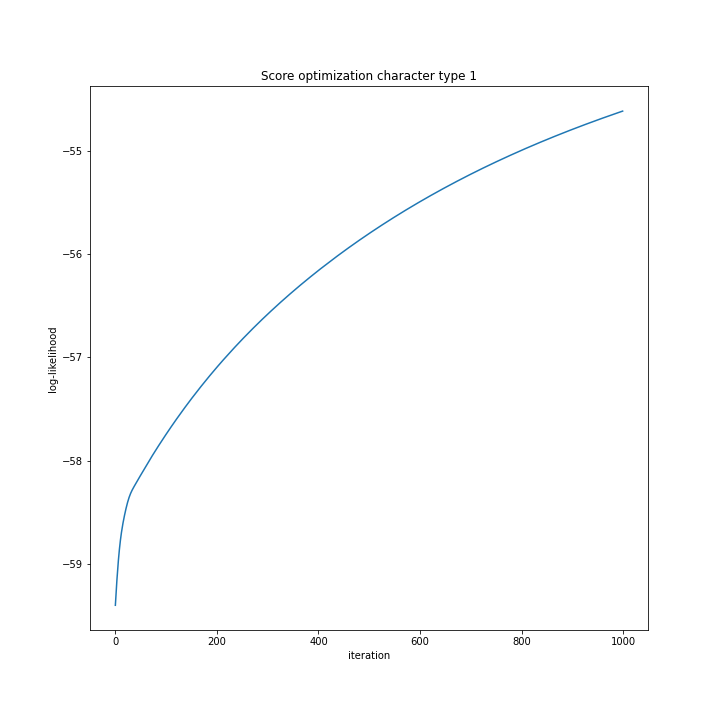 Score optimization character type 1
−55
−56
−57
−58
−59
log-likelihood
0 200 400 600 800 1000
iteration